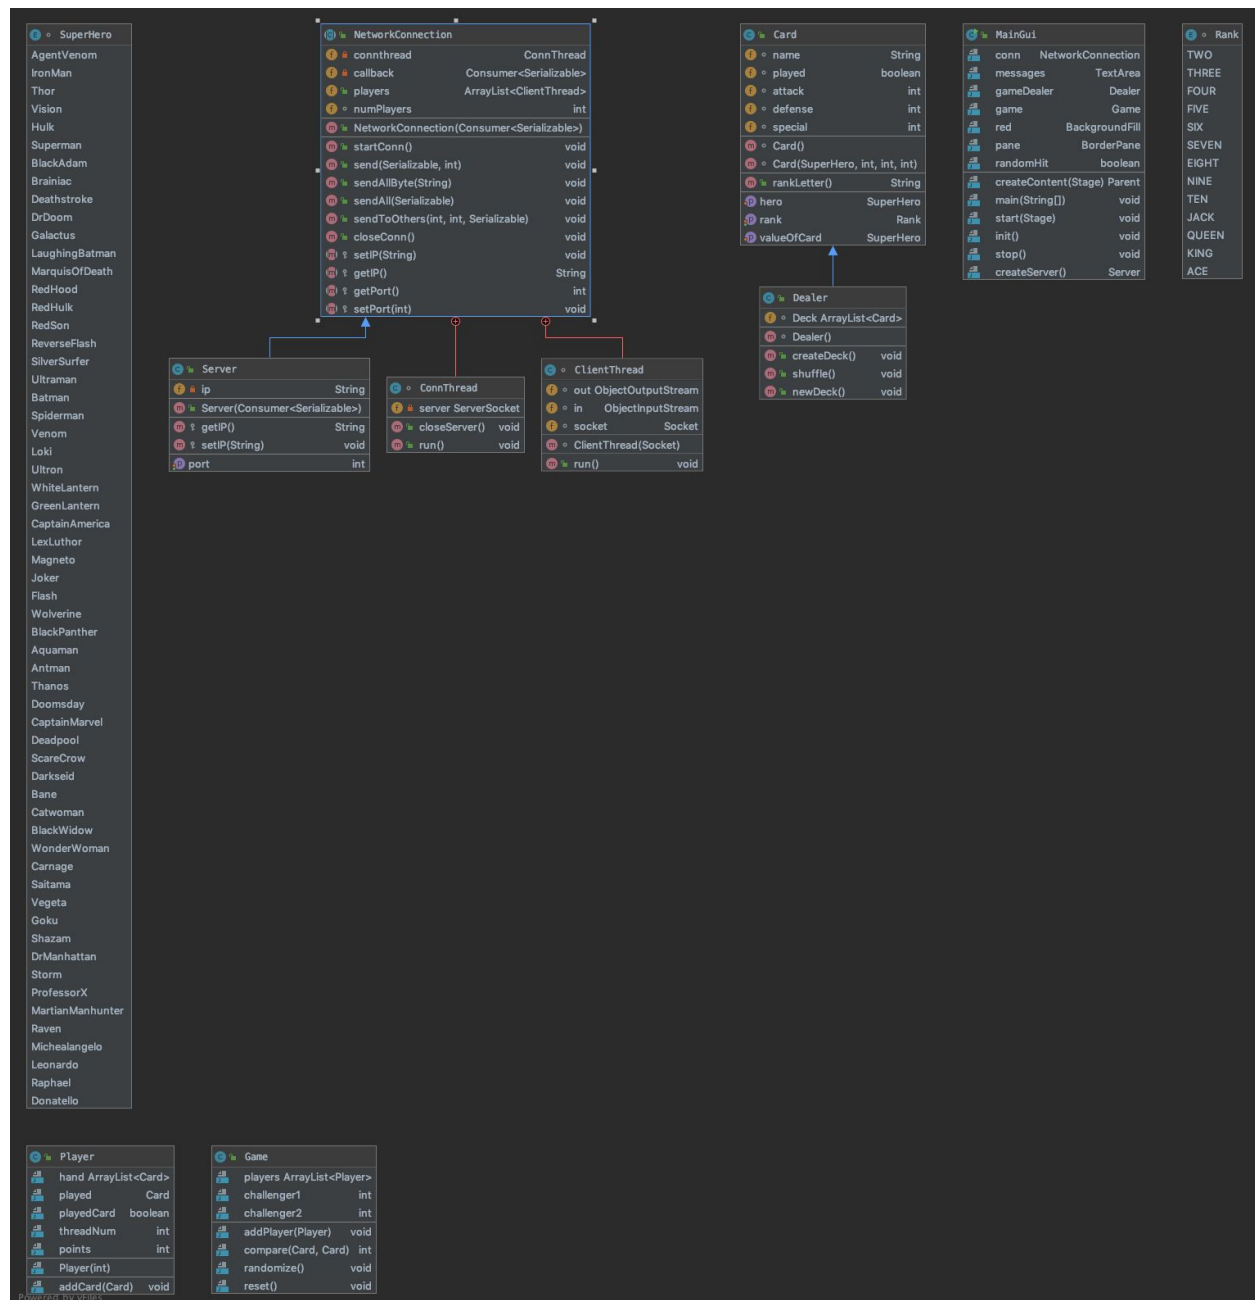 SuperHero
AgentVenom
IronMan
Thor
Vision
Hulk
Superman
BlackAdam
Brainiac
Deathstroke
DrDoom
Galactus
LaughingBatman
MarquisOfDeath
RedHood
RedHulk
RedSon
ReverseFlash
SilverSurfer
Ultraman
Batman
Spiderman
Venom
Loki
Ultron
WhiteLantern
GreenLantern
CaptainAmerica
LexLuthor
Magneto
Joker
Flash
Wolverine
BlackPanther
Aquaman
Antman
Thanos
Doomsday
CaptainMarvel
Deadpool
ScareCrow
Darkseid
Bane
Catwoman
BlackWidow
WonderWoman
Carnage
Saitama
Vegeta
Goku
Shazam
DrManhattan
Storm
ProfessorX
MartianManhunter
Raven
Michealangelo
Leonardo
Raphael
Donatello
NetworkConnection
connthread ConnThread
callback Consumer<Serializable>
players ArrayList<ClientThread>
numPlayers int
NetworkConnection(Consumer<Serializable>)
startConn() void
send(Serializable, int) void
sendAllByte(String) void
sendAll(Serializable) void
sendToOthers(int, int, Serializable) void
closeConn() void
setIP(String) void
getIP() String
getPort() int
setPort(int) void
Server
ip String
Server(Consumer<Serializable>)
getIP() String
setIP(String) void
port int
ConnThread
server ServerSocket
closeServer() void
run() void
ClientThread
out ObjectOutputStream
in ObjectInputStream
socket Socket
ClientThread(Socket)
run() void
Card
name String
played boolean
attack int
defense int
special int
Card()
Card(SuperHero, int, int, int)
rankLetter() String
hero SuperHero
rank Rank
valueOfCard SuperHero
Dealer
Deck ArrayList<Card>
Dealer()
createDeck() void
shuffle() void
newDeck() void
MainGui
conn NetworkConnection
messages TextArea
gameDealer Dealer
game Game
red BackgroundFill
pane BorderPane
randomHit boolean
createContent(Stage) Parent
main(String[]) void
start(Stage) void
init() void
stop() void
createServer() Server
Rank
TWO
THREE
FOUR
FIVE
SIX
SEVEN
EIGHT
NINE
TEN
JACK
QUEEN
KING
ACE
Player
hand ArrayList<Card>
played Card
playedCard boolean
threadNum int
points int
Player(int)
addCard(Card) void
Game
players ArrayList<Player>
challenger1 int
challenger2 int
addPlayer(Player) void
compare(Card, Card) int
randomize() void
reset() void
Powered by yFiles